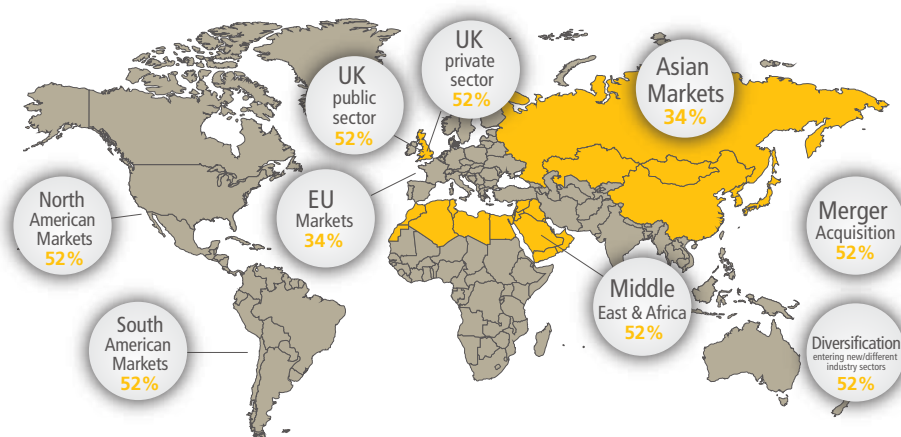 UK
private
sector
52%
UK
public
sector
52%
Asian
Markets
34%
North
American
Markets
52%
EU
Markets
34%
Merger
Acquisition
52%
Middle
East & Africa
52%
South
American
Markets
52%
Diversification
entering new/different
industry sectors
52%